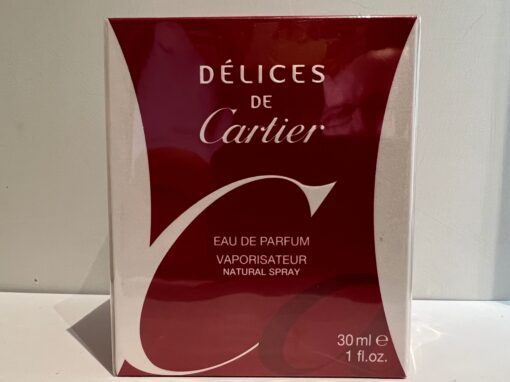 DÉLICES
DE
Cartier
EAU DE PARFUM
VAPORISATEUR
NATURAL SPRAY
30 ml ℮
1 fl.oz.